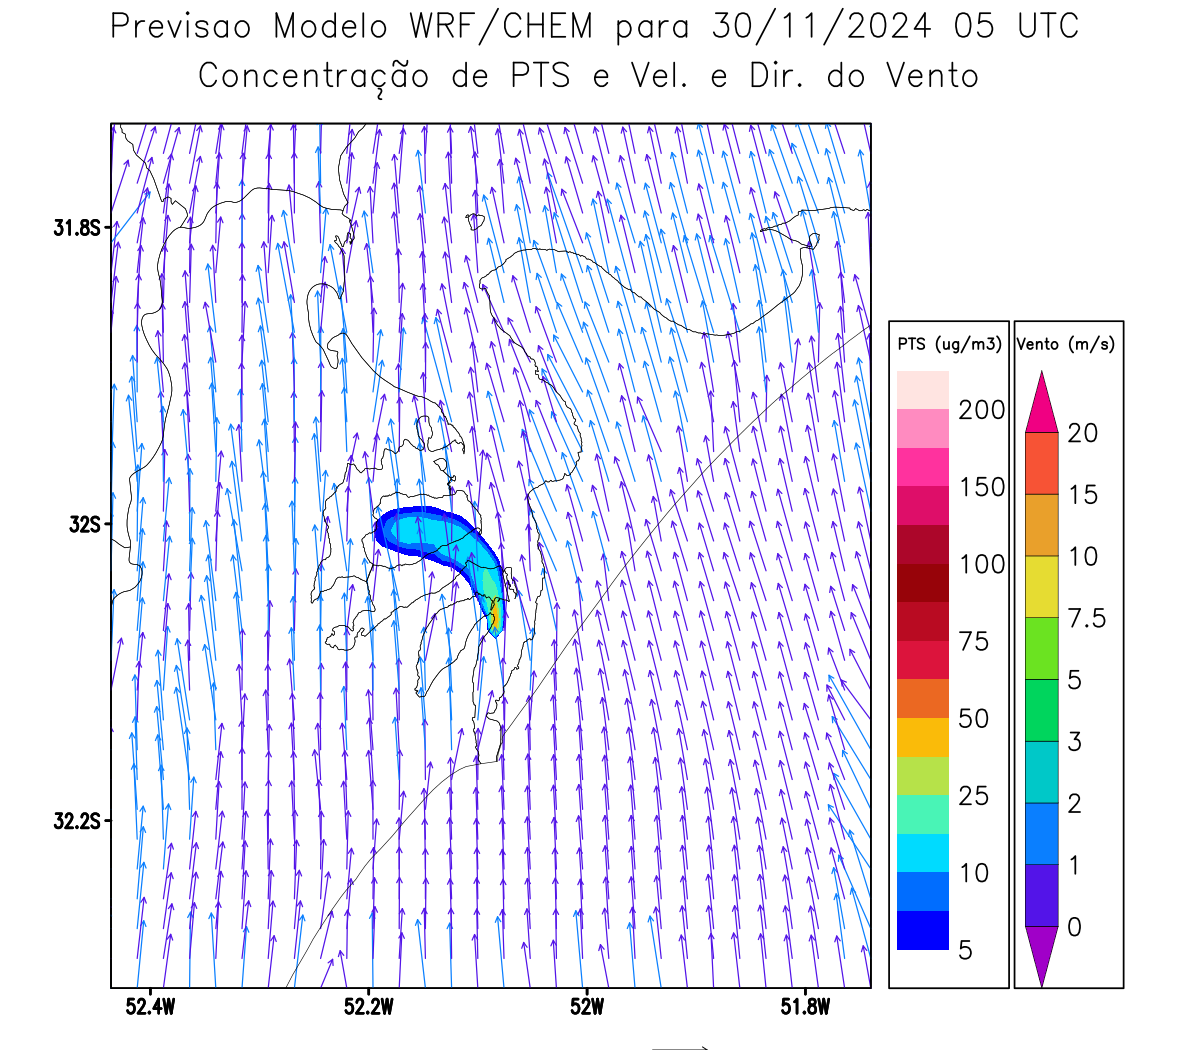 Previsao Modelo WRF/CHEM para 30/11/2024 05 UTC
Concentração de PTS e Vel. e Dir. do Vento
31.8S
32S
32.2S
52.4W 52.2W 52W 51.8W
PTS (ug/m3)
200
150
100
75
50
25
10
5
Vento (m/s)
20
15
10
7.5
5
3
2
1
0